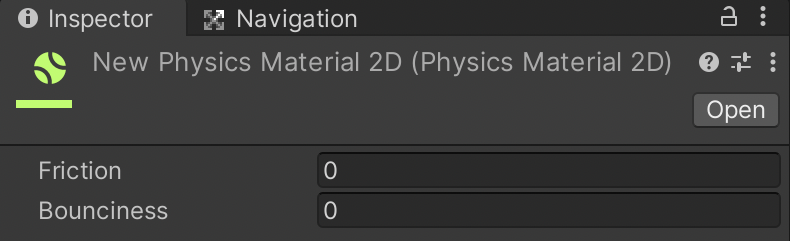 Inspector Navigation
New Physics Material 2D (Physics Material 2D)
Open
Friction 0
Bounciness 0